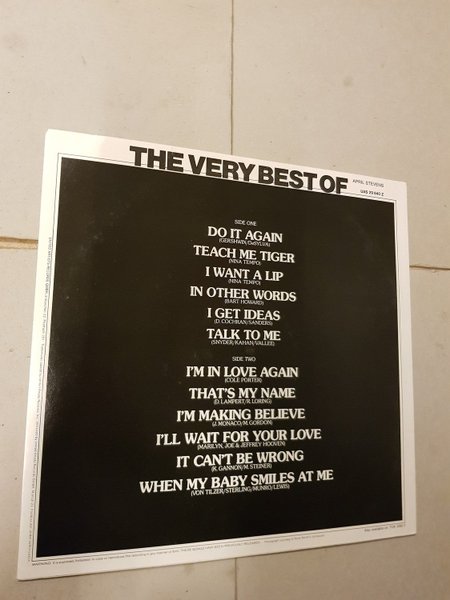 THE VERY BEST OF
APRIL STEVENS
SIDE ONE
DO IT AGAIN
(GERSHWIN/DeSYLVA)
TEACH ME TIGER
(NINA TEMPO)
I WANT A LIP
(NINA TEMPO)
IN OTHER WORDS
(BART HOWARD)
I GET IDEAS
(D. COCHRAN/SANDERS)
TALK TO ME
(SNYDER/KAHAN/VALLEE)
SIDE TWO
I'M IN LOVE AGAIN
(COLE PORTER)
THAT'S MY NAME
(D. LAMPERT/R. LORING)
I'M MAKING BELIEVE
(J. MONACO/M. GORDON)
I'LL WAIT FOR YOUR LOVE
(MARILYN, JOE & JEFFREY HOOVEN)
IT CAN'T BE WRONG
(K. GANNON/M. STEINER)
WHEN MY BABY SMILES AT ME
(VON TILZER/STERLING/MUNRO/LEWIS)